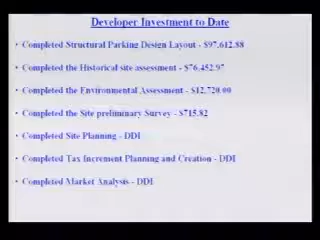 Developer Investment to Date
• Completed Structural Parking Design Layout - $97,612.88
• Completed the Historical site assessment - $76,452.97
• Completed the Environmental Assessment - $12,720.00
• Completed the Site preliminary Survey - $715.82
• Completed Site Planning - DDI
• Completed Tax Increment Planning and Creation - DDI
• Completed Market Analysis - DDI